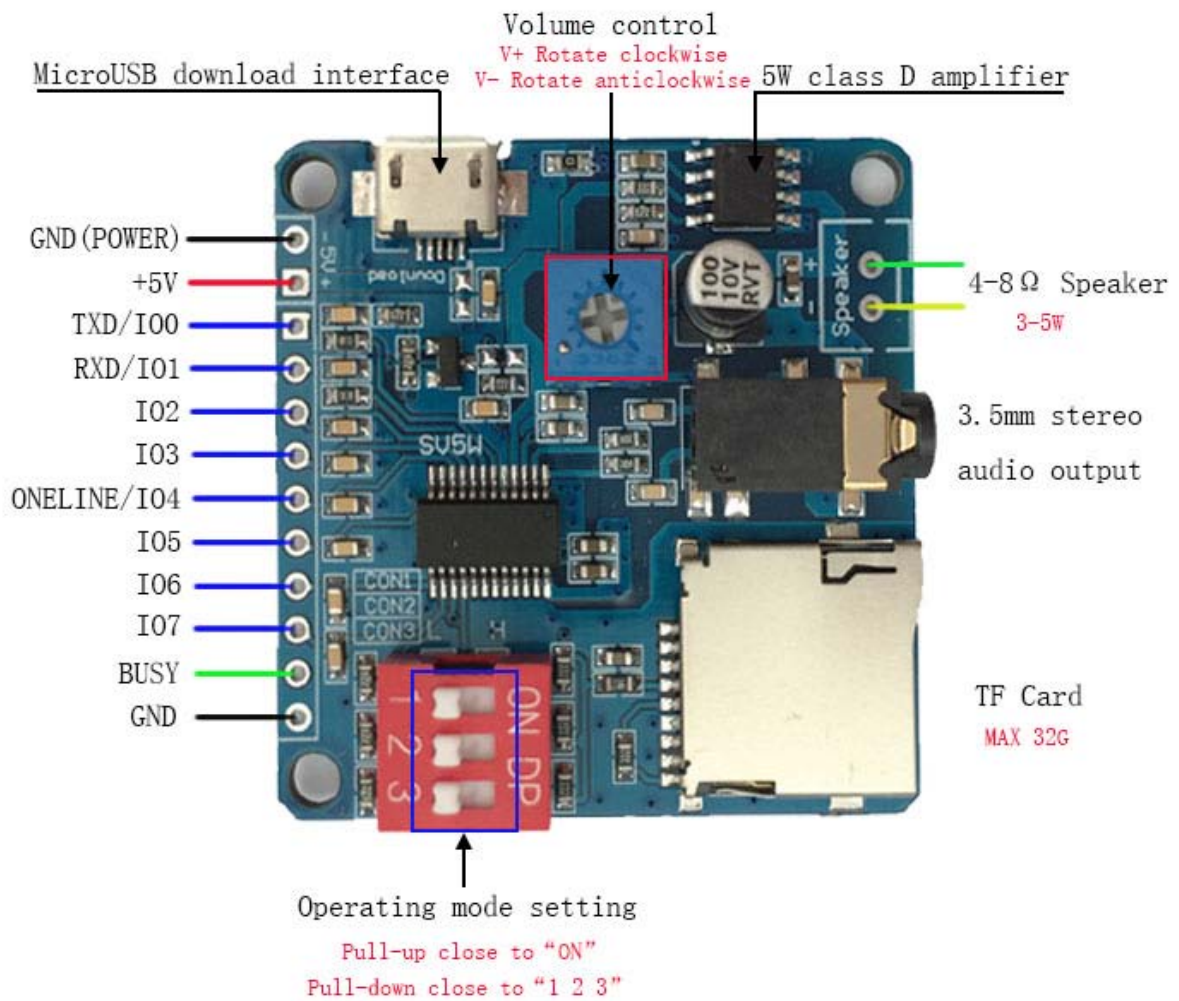 Volume control
V+ Rotate clockwise
V- Rotate anticlockwise
MicroUSB download interface
5W class D amplifier
GND(POWER)
+5V
TXD/IO0
RXD/IO1
IO2
IO3
ONELINE/IO4
IO5
IO6
IO7
BUSY
GND
- 5V +
Download
100
10V
RVT
Speaker
+
-
4-8Ω Speaker
3-5W
3.5mm stereo
audio output
M5AS
CON1
CON2
CON3 L H
ON DP
1 2 3
TF Card
MAX 32G
Operating mode setting
Pull-up close to “ON”
Pull-down close to “1 2 3”